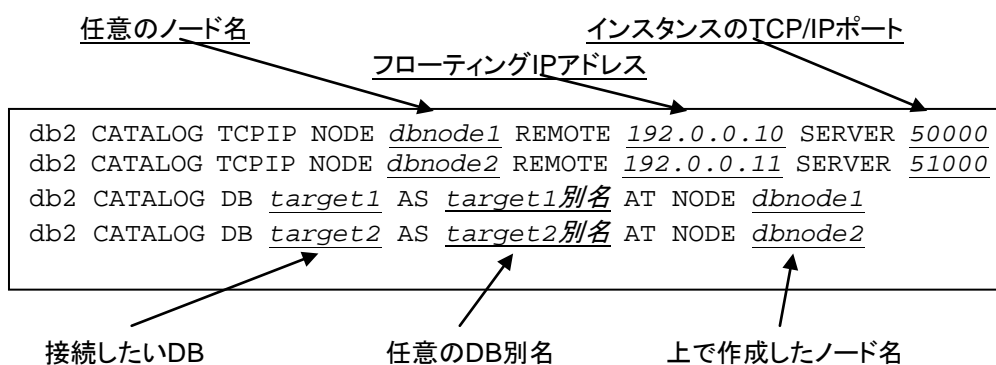 任意のノード名
インスタンスのTCP/IPポート
フローティングIPアドレス
db2 CATALOG TCPIP NODE dbnode1 REMOTE 192.0.0.10 SERVER 50000
db2 CATALOG TCPIP NODE dbnode2 REMOTE 192.0.0.11 SERVER 51000
db2 CATALOG DB target1 AS target1別名 AT NODE dbnode1
db2 CATALOG DB target2 AS target2別名 AT NODE dbnode2
接続したいDB
任意のDB別名
上で作成したノード名